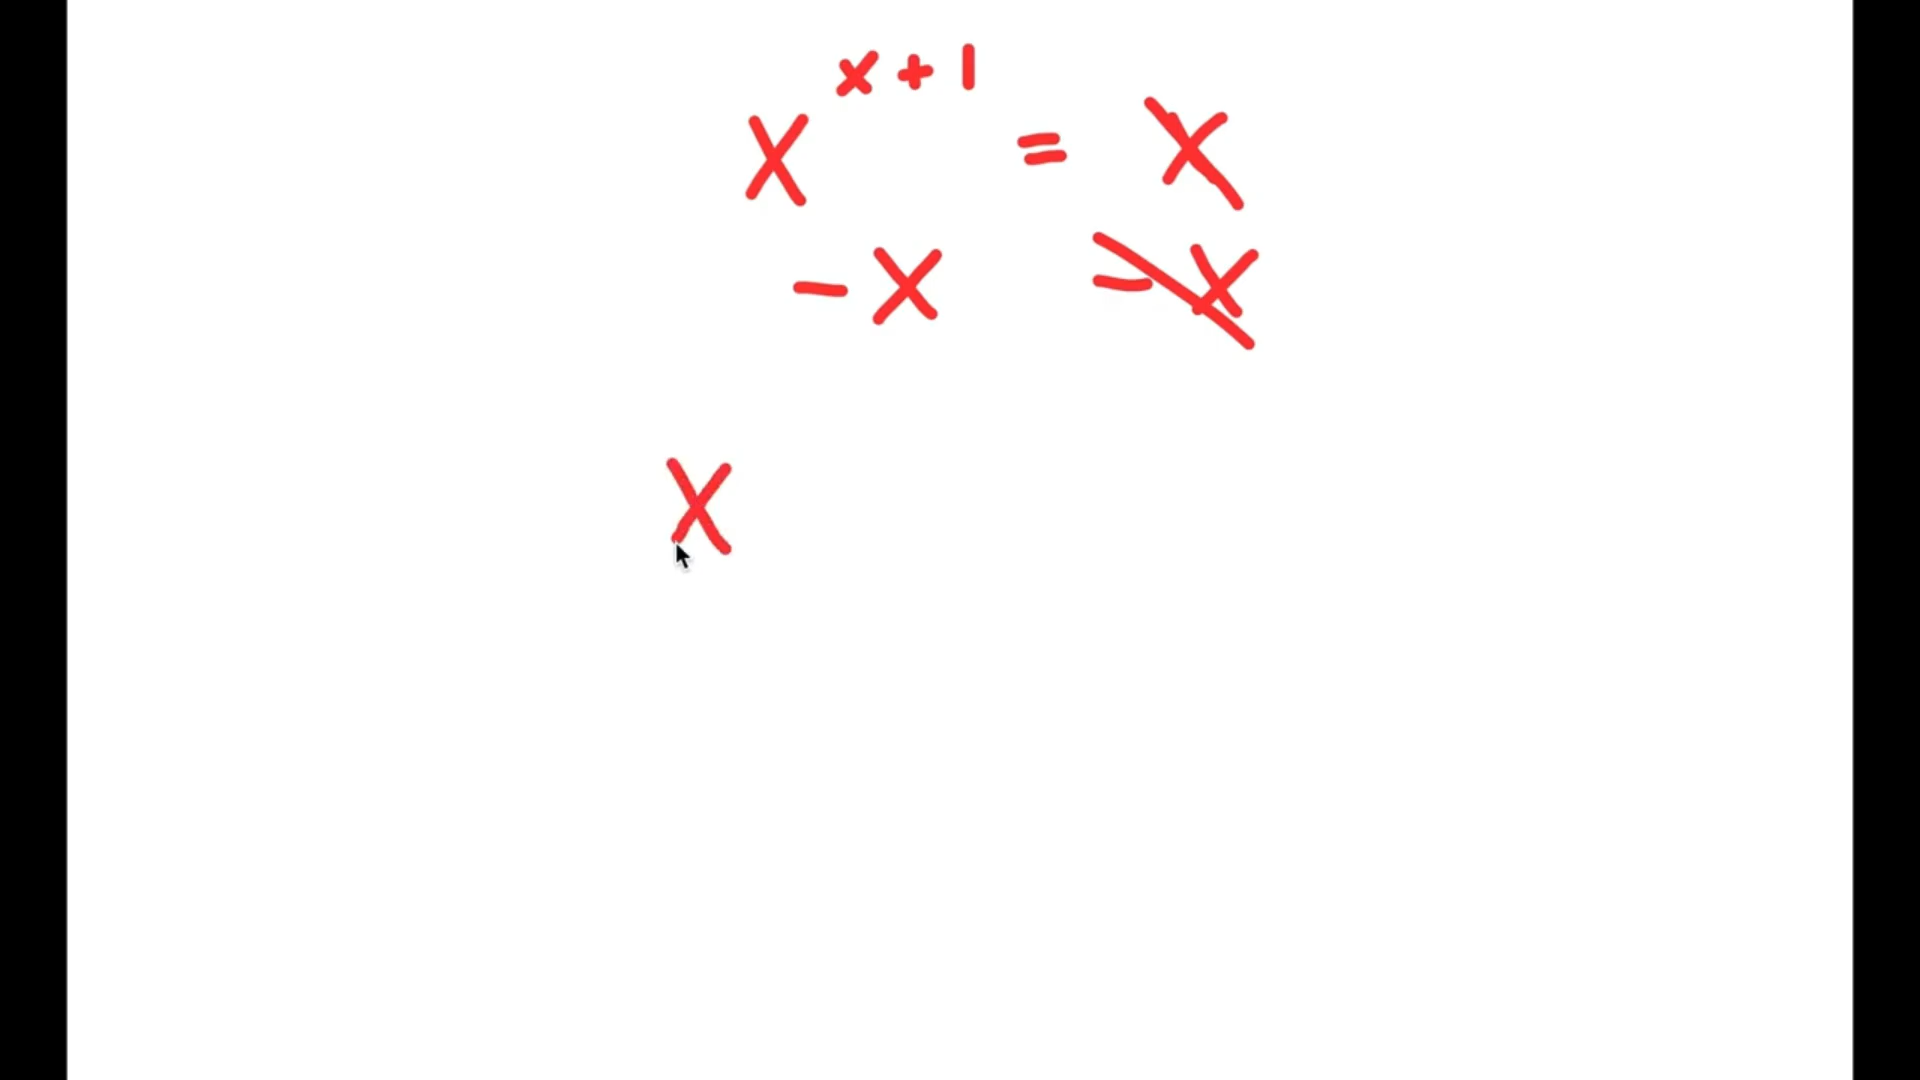 x^{x+1} = x
- x - x
x